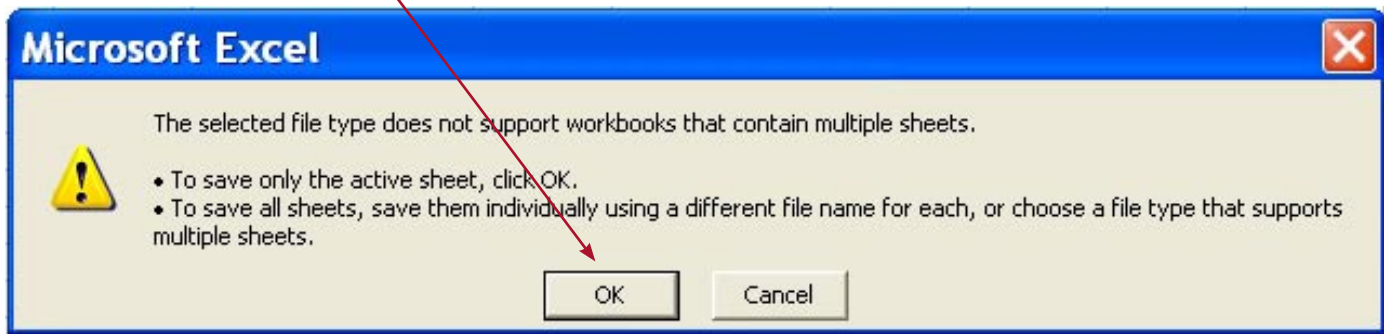 Microsoft Excel
The selected file type does not support workbooks that contain multiple sheets.
• To save only the active sheet, click OK.
• To save all sheets, save them individually using a different file name for each, or choose a file type that supports
multiple sheets.
OK
Cancel